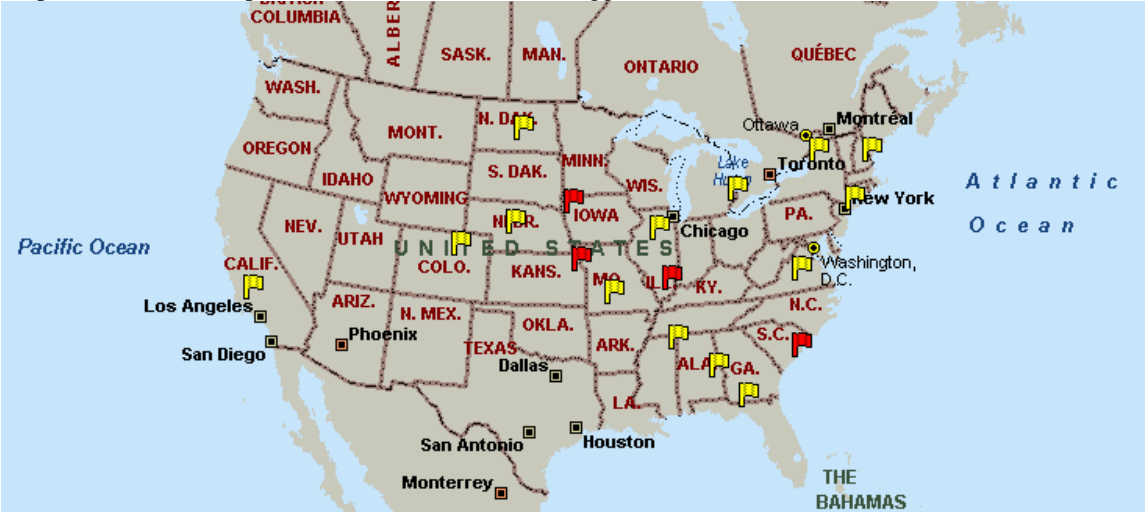 BRITISH
COLUMBIA
ALBER
SASK.
MAN.
ONTARIO
QUÉBEC
WASH.
MONT.
N. DAK.
Ottawa
Montréal
OREGON
IDAHO
S. DAK.
MINN.
Lake
Huron
Toronto
WYOMING
WIS.
New York
Atlantic
Ocean
NEV.
NEBR.
IOWA
Chicago
PA.
Pacific Ocean
UTAH
UNITED STATES
CALIF.
COLO.
KANS.
MO.
ILL.
KY.
Washington,
D.C.
Los Angeles
ARIZ.
N. MEX.
OKLA.
N.C.
San Diego
Phoenix
TEXAS
ARK.
S.C.
Dallas
ALA.
GA.
LA.
San Antonio
Houston
Monterrey
THE
BAHAMAS